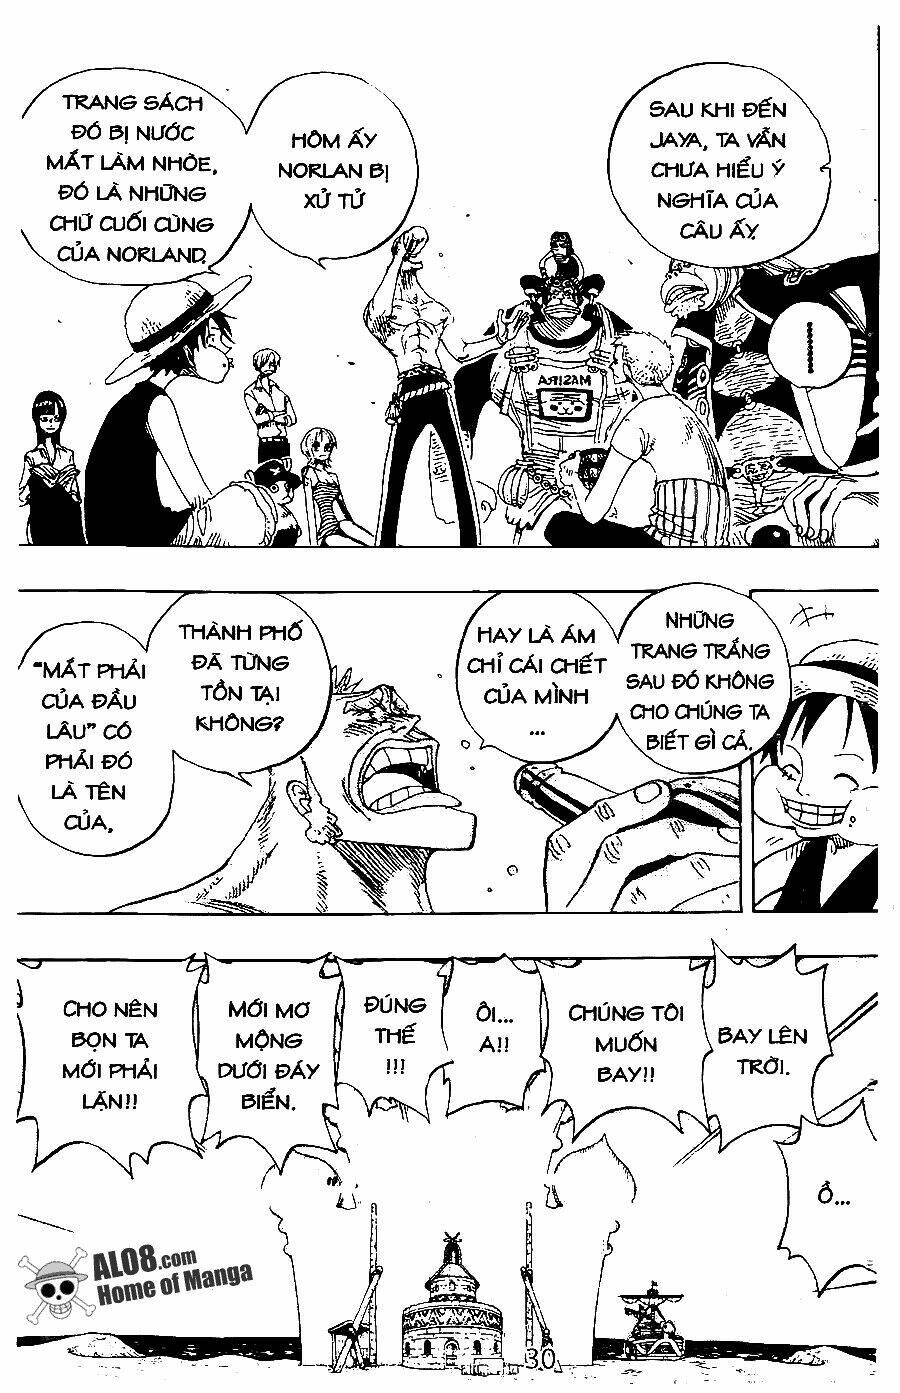 SAU KHI ĐẾN
JAYA, TA VẪN
CHƯA HIỂU Ý
NGHĨA CỦA
CÂU ẤY.
HÔM ẤY
NORLAN BỊ
XỬ TỬ
TRANG SÁCH
ĐÓ BỊ NƯỚC
MẮT LÀM NHÒE,
ĐÓ LÀ NHỮNG
CHỮ CUỐI CÙNG
CỦA NORLAND.
MASIRA
NHỮNG
TRANG TRẮNG
SAU ĐÓ KHÔNG
CHO CHÚNG TA
BIẾT GÌ CẢ.
HAY LÀ ÁM
CHỈ CÁI CHẾT
CỦA MÌNH
...
THÀNH PHỐ
ĐÃ TỪNG
TỒN TẠI
KHÔNG?
"MẮT PHẢI
CỦA ĐẦU
LÂU" CÓ
PHẢI ĐÓ
LÀ TÊN
CỦA,
BAY LÊN
TRỜI.
CHÚNG TÔI
MUỐN
BAY!!
ÔI...
A!!
ĐÚNG
THẾ
!!!
MỚI MƠ
MỘNG
DƯỚI ĐÁY
BIỂN.
CHO NÊN
BỌN TA
MỚI PHẢI
LẶN!!
Ồ...
AL08.com
Home of Manga
30